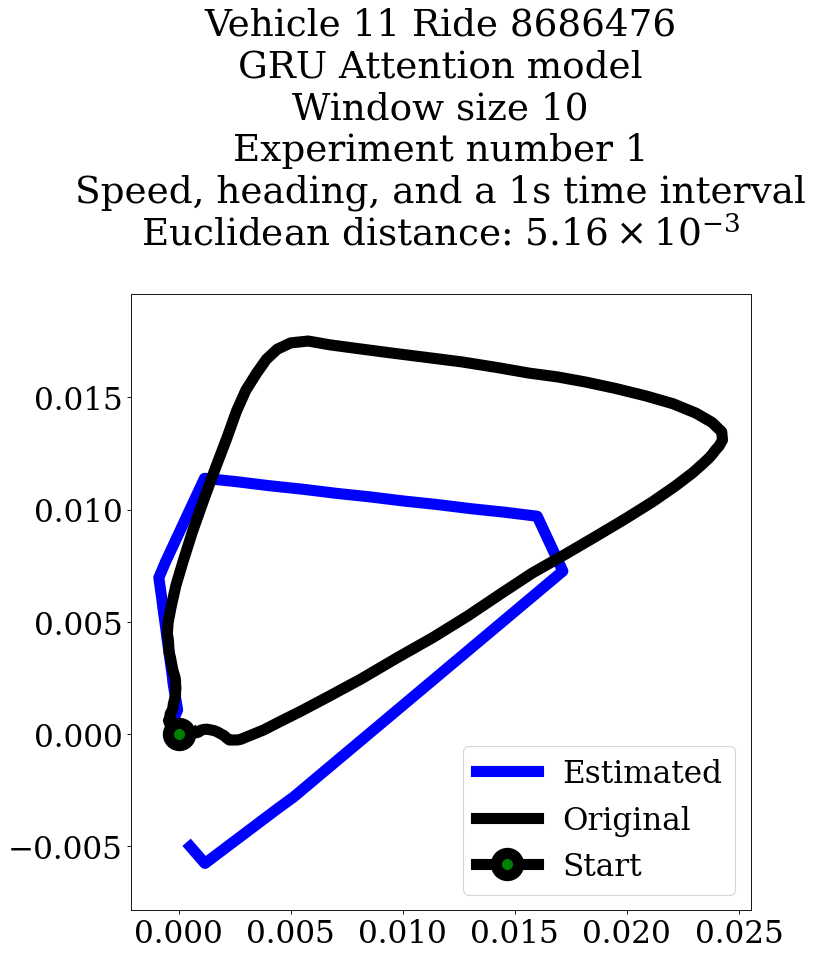 Vehicle 11 Ride 8686476
GRU Attention model
Window size 10
Experiment number 1
Speed, heading, and a 1s time interval
Euclidean distance: 5.16 × 10⁻³
0.015
0.010
0.005
0.000
−0.005
Estimated
Original
Start
0.000 0.005 0.010 0.015 0.020 0.025